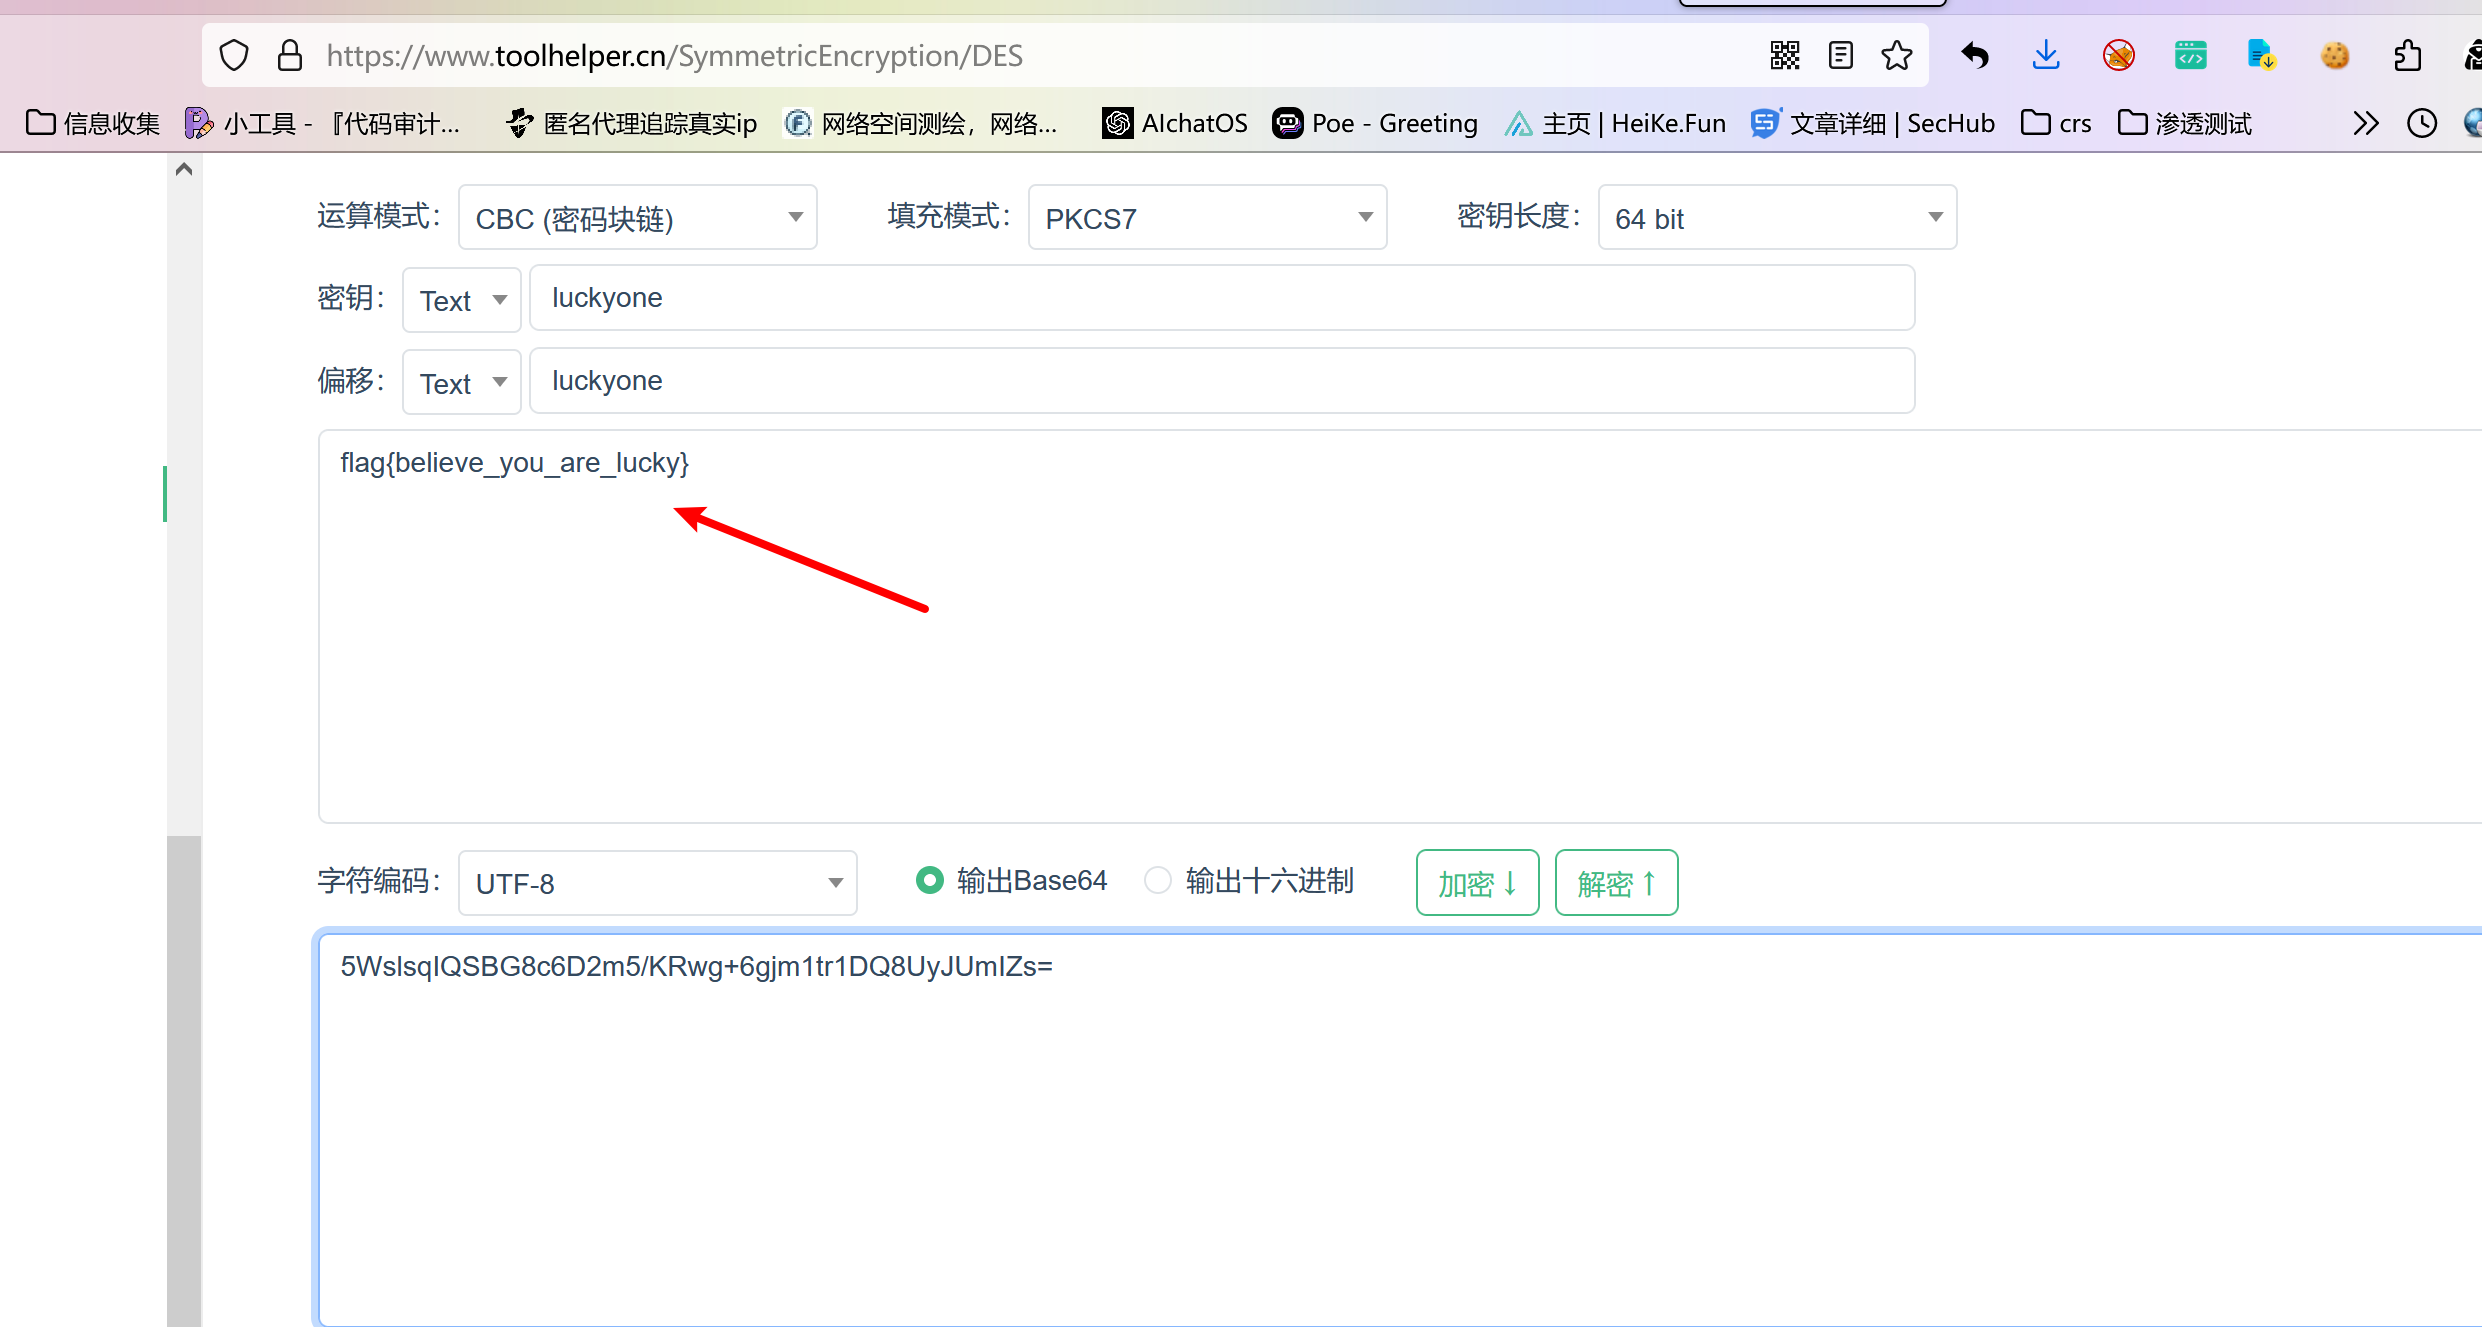 https://www.toolhelper.cn/SymmetricEncryption/DES
信息收集 小工具 - 『代码审计... 匿名代理追踪真实ip 网络空间测绘，网络... AIchatOS Poe - Greeting 主页 | HeiKe.Fun 文章详细 | SecHub crs 渗透测试
运算模式： CBC (密码块链) 填充模式： PKCS7 密钥长度： 64 bit
密钥： Text luckyone
偏移： Text luckyone
flag{believe_you_are_lucky}
字符编码： UTF-8 输出Base64 输出十六进制 加密↓ 解密↑
5WslsqIQSBG8c6D2m5/KRwg+6gjm1tr1DQ8UyJUmIZs=